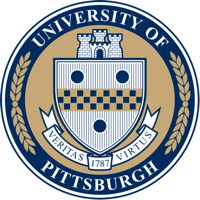 UNIVERSITY OF
VERITAS 1787 VIRTUS
PITTSBURGH